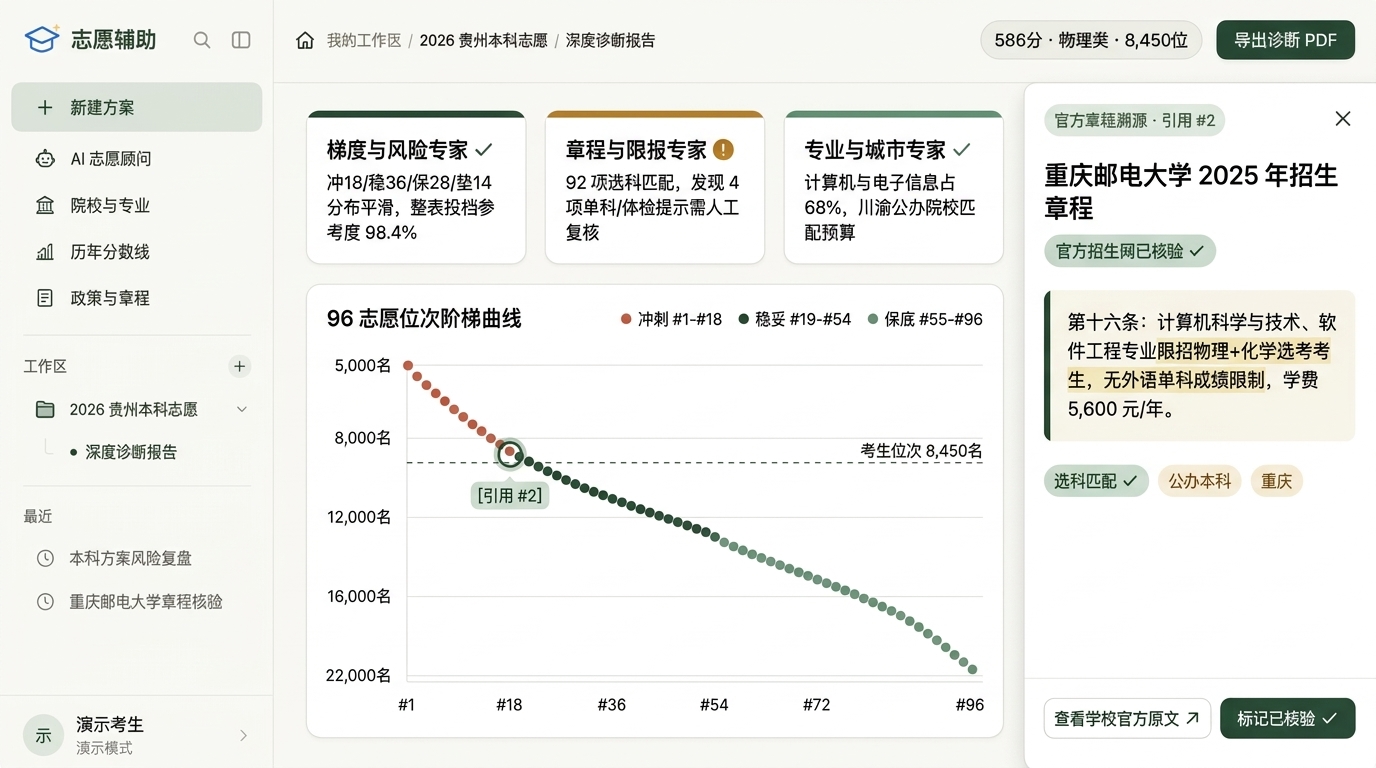 志愿辅助
新建方案
AI 志愿顾问
院校与专业
历年分数线
政策与章程
工作区
2026 贵州本科志愿
深度诊断报告
最近
本科方案风险复盘
重庆邮电大学章程核验
示
演示考生
演示模式
我的工作区 / 2026 贵州本科志愿 / 深度诊断报告
586分 · 物理类 · 8,450位
导出诊断 PDF
梯度与风险专家
冲18/稳36/保28/垫14
分布平滑，整表投档参
考度 98.4%
章程与限报专家
92 项选科匹配，发现 4
项单科/体检提示需人工
复核
专业与城市专家
计算机与电子信息占
68%，川渝公办院校匹
配预算
96 志愿位次阶梯曲线
冲刺 #1-#18
稳妥 #19-#54
保底 #55-#96
5,000名
8,000名
考生位次 8,450名
[引用 #2]
12,000名
16,000名
22,000名
#1
#18
#36
#54
#72
#96
官方章程溯源 · 引用 #2
重庆邮电大学 2025 年招生
章程
官方招生网已核验
第十六条：计算机科学与技术、软
件工程专业眼招物理+化学选考考
生，无外语单科成绩限制，学费
5,600 元/年。
选科匹配
公办本科
重庆
查看学校官方原文
标记已核验